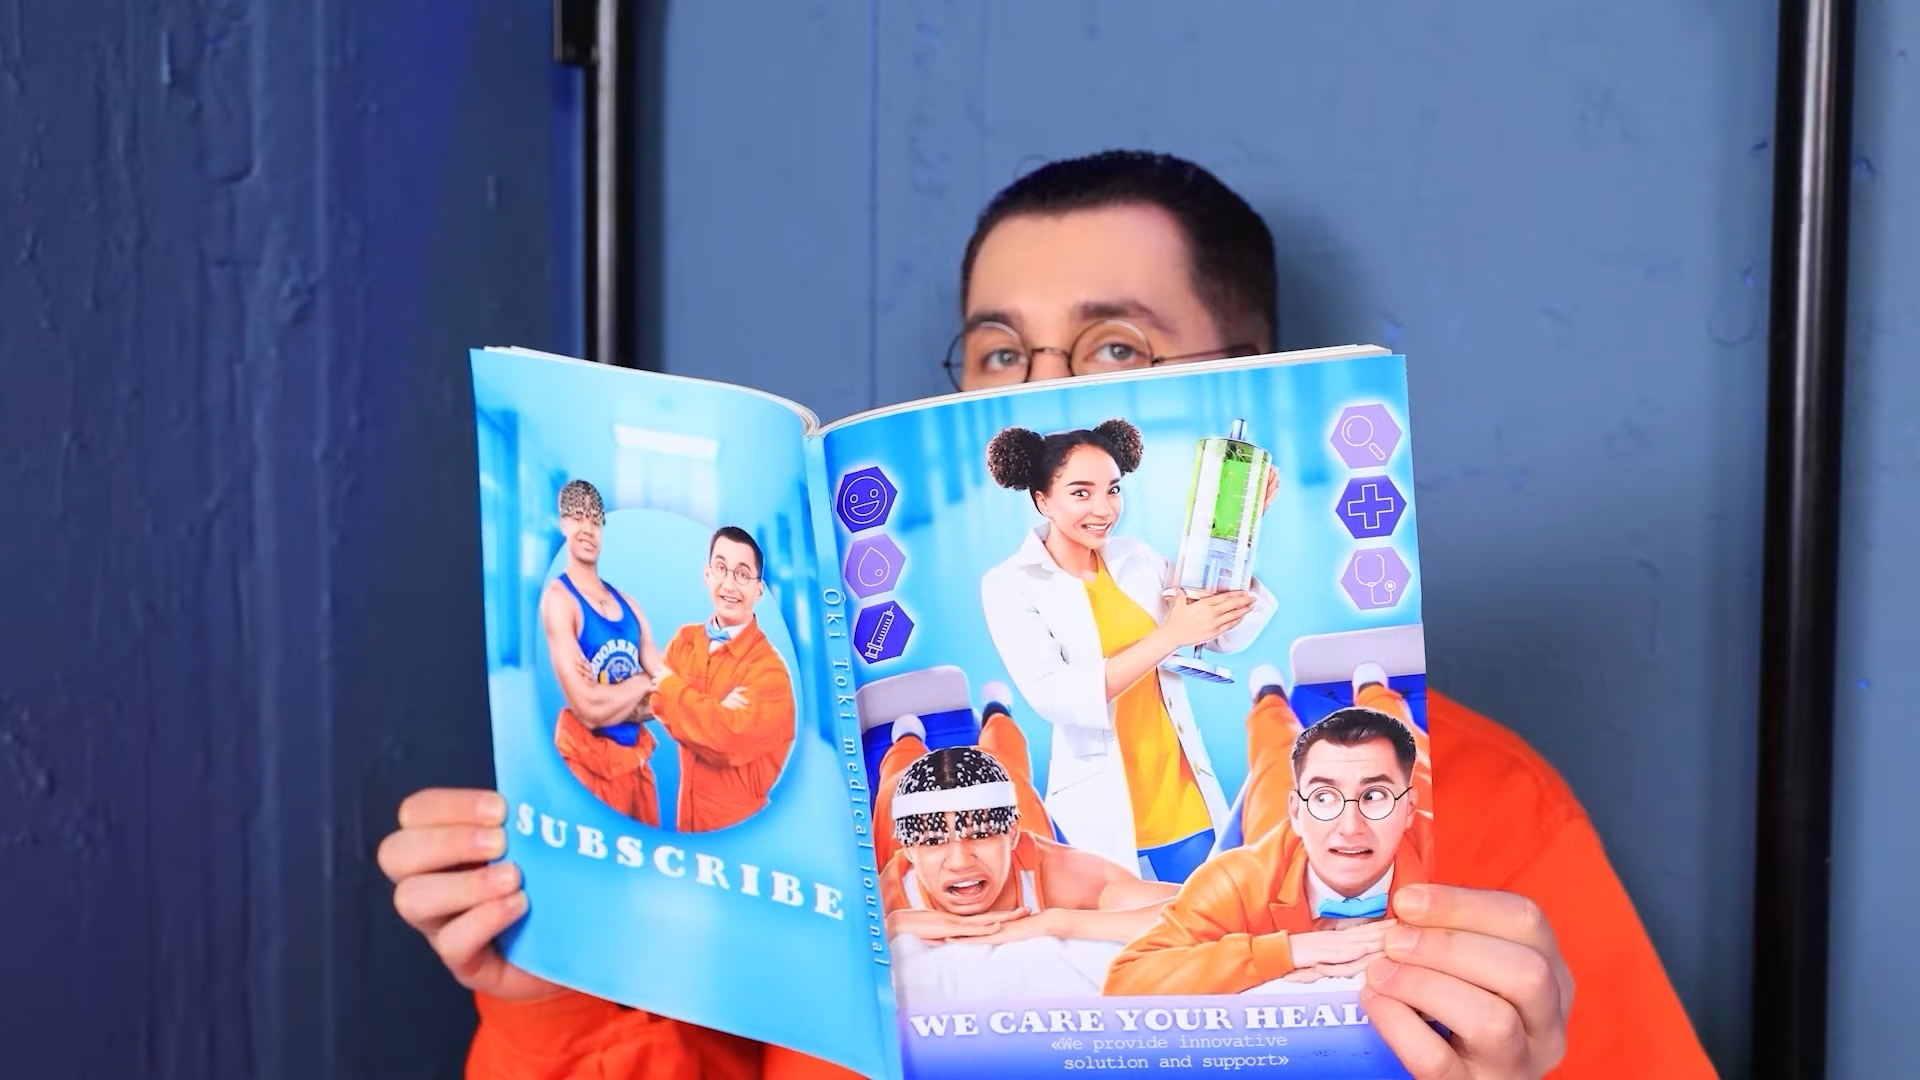 SUBSCRIBE
Ōki Toki medical journal
WE CARE YOUR HEAL
«We provide innovative
solution and support»